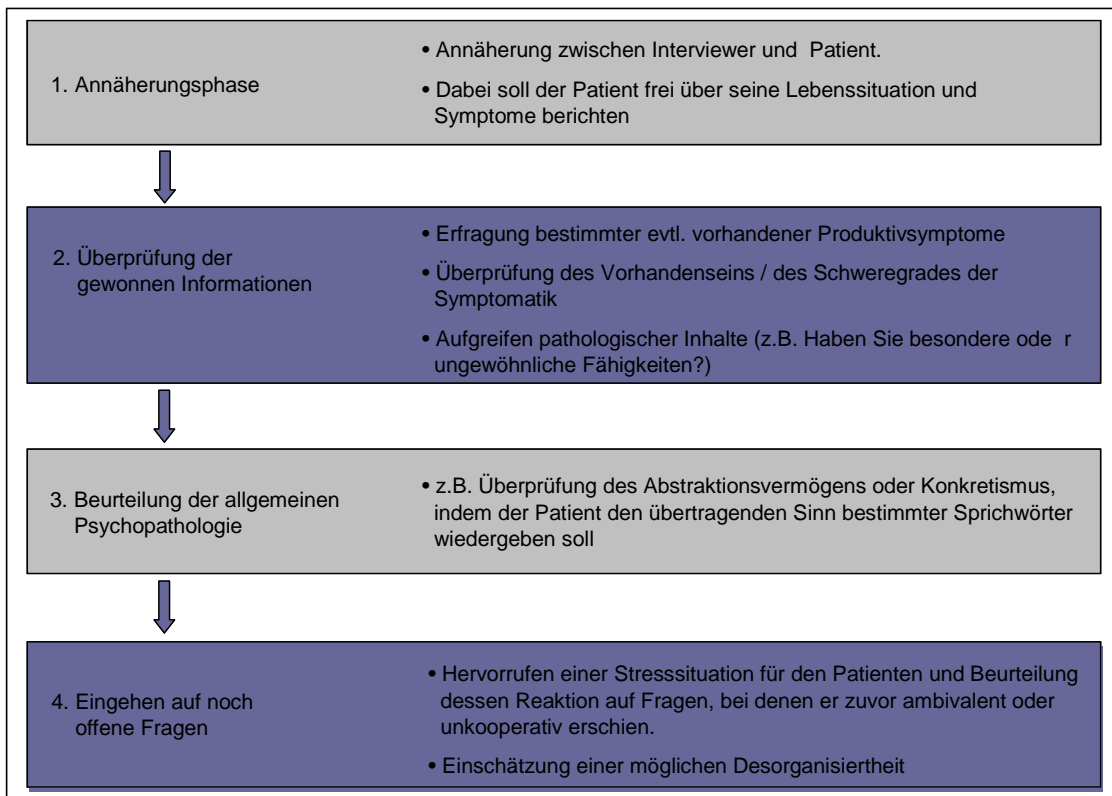 1. Annäherungsphase
• Annäherung zwischen Interviewer und Patient.
• Dabei soll der Patient frei über seine Lebenssituation und
Symptome berichten
2. Überprüfung der
gewonnen Informationen
• Erfragung bestimmter evtl. vorhandener Produktivsymptome
• Überprüfung des Vorhandenseins / des Schweregrades der
Symptomatik
• Aufgreifen pathologischer Inhalte (z.B. Haben Sie besondere ode r
ungewöhnliche Fähigkeiten?)
3. Beurteilung der allgemeinen
Psychopathologie
• z.B. Überprüfung des Abstraktionsvermögens oder Konkretismus,
indem der Patient den übertragenden Sinn bestimmter Sprichwörter
wiedergeben soll
4. Eingehen auf noch
offene Fragen
• Hervorrufen einer Stresssituation für den Patienten und Beurteilung
dessen Reaktion auf Fragen, bei denen er zuvor ambivalent oder
unkooperativ erschien.
• Einschätzung einer möglichen Desorganisiertheit